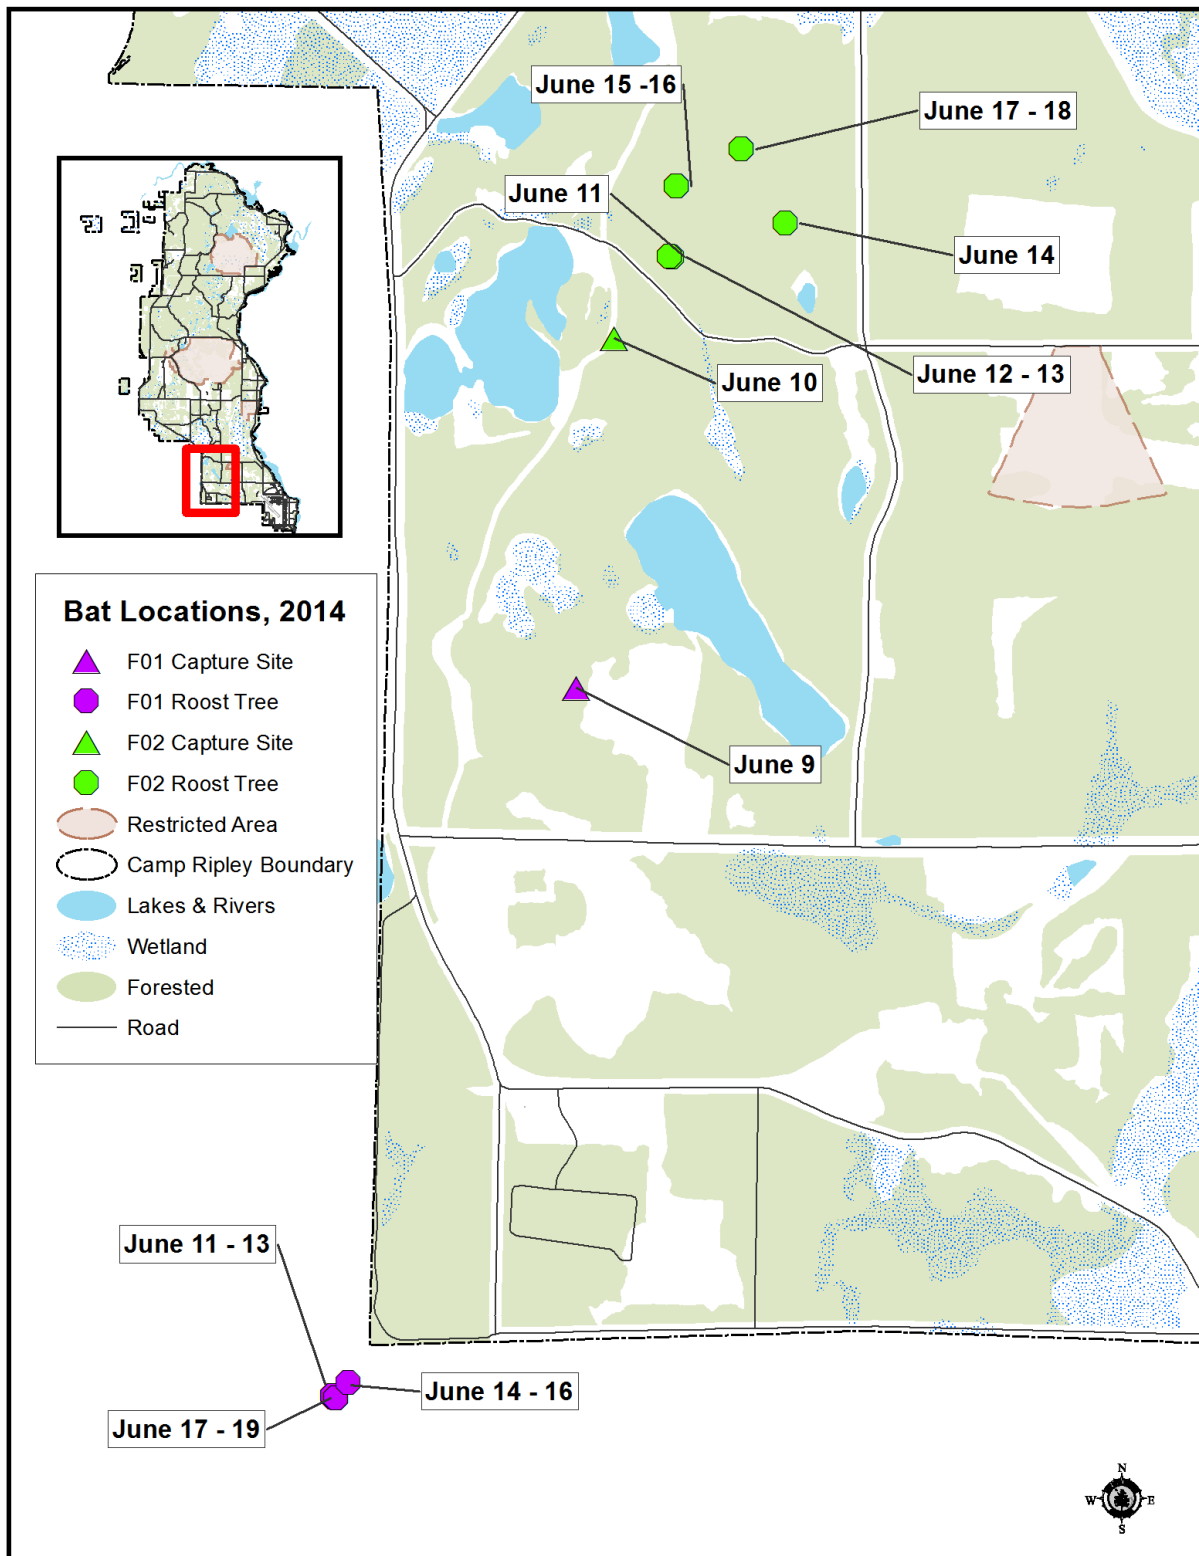 June 15 -16
June 17 - 18
June 11
June 14
June 12 - 13
June 10
Bat Locations, 2014
F01 Capture Site
F01 Roost Tree
F02 Capture Site
F02 Roost Tree
Restricted Area
Camp Ripley Boundary
Lakes & Rivers
Wetland
Forested
Road
June 9
June 11 - 13
June 14 - 16
June 17 - 19
N
W E
S